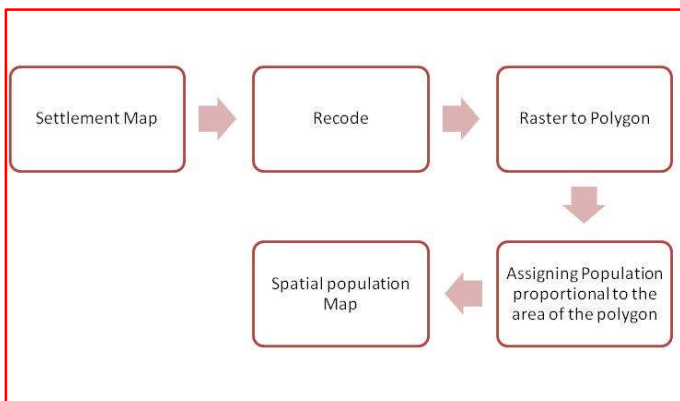 Settlement Map
Recode
Raster to Polygon
Assigning Population
proportional to the
area of the polygon
Spatial population
Map